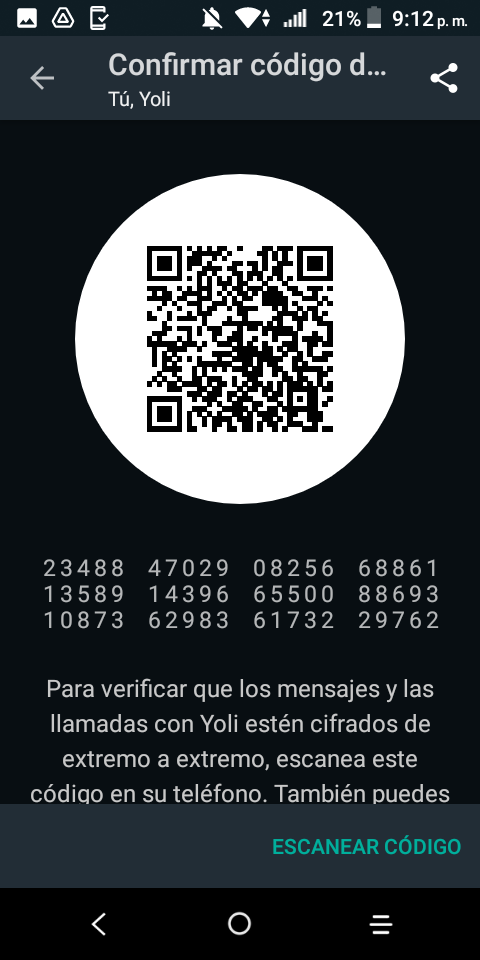 21% 9:12 p. m.
Confirmar código d...
Tú, Yoli
23488 47029 08256 68861
13589 14396 65500 88693
10873 62983 61732 29762
Para verificar que los mensajes y las
llamadas con Yoli estén cifrados de
extremo a extremo, escanea este
código en su teléfono. También puedes
ESCANEAR CÓDIGO